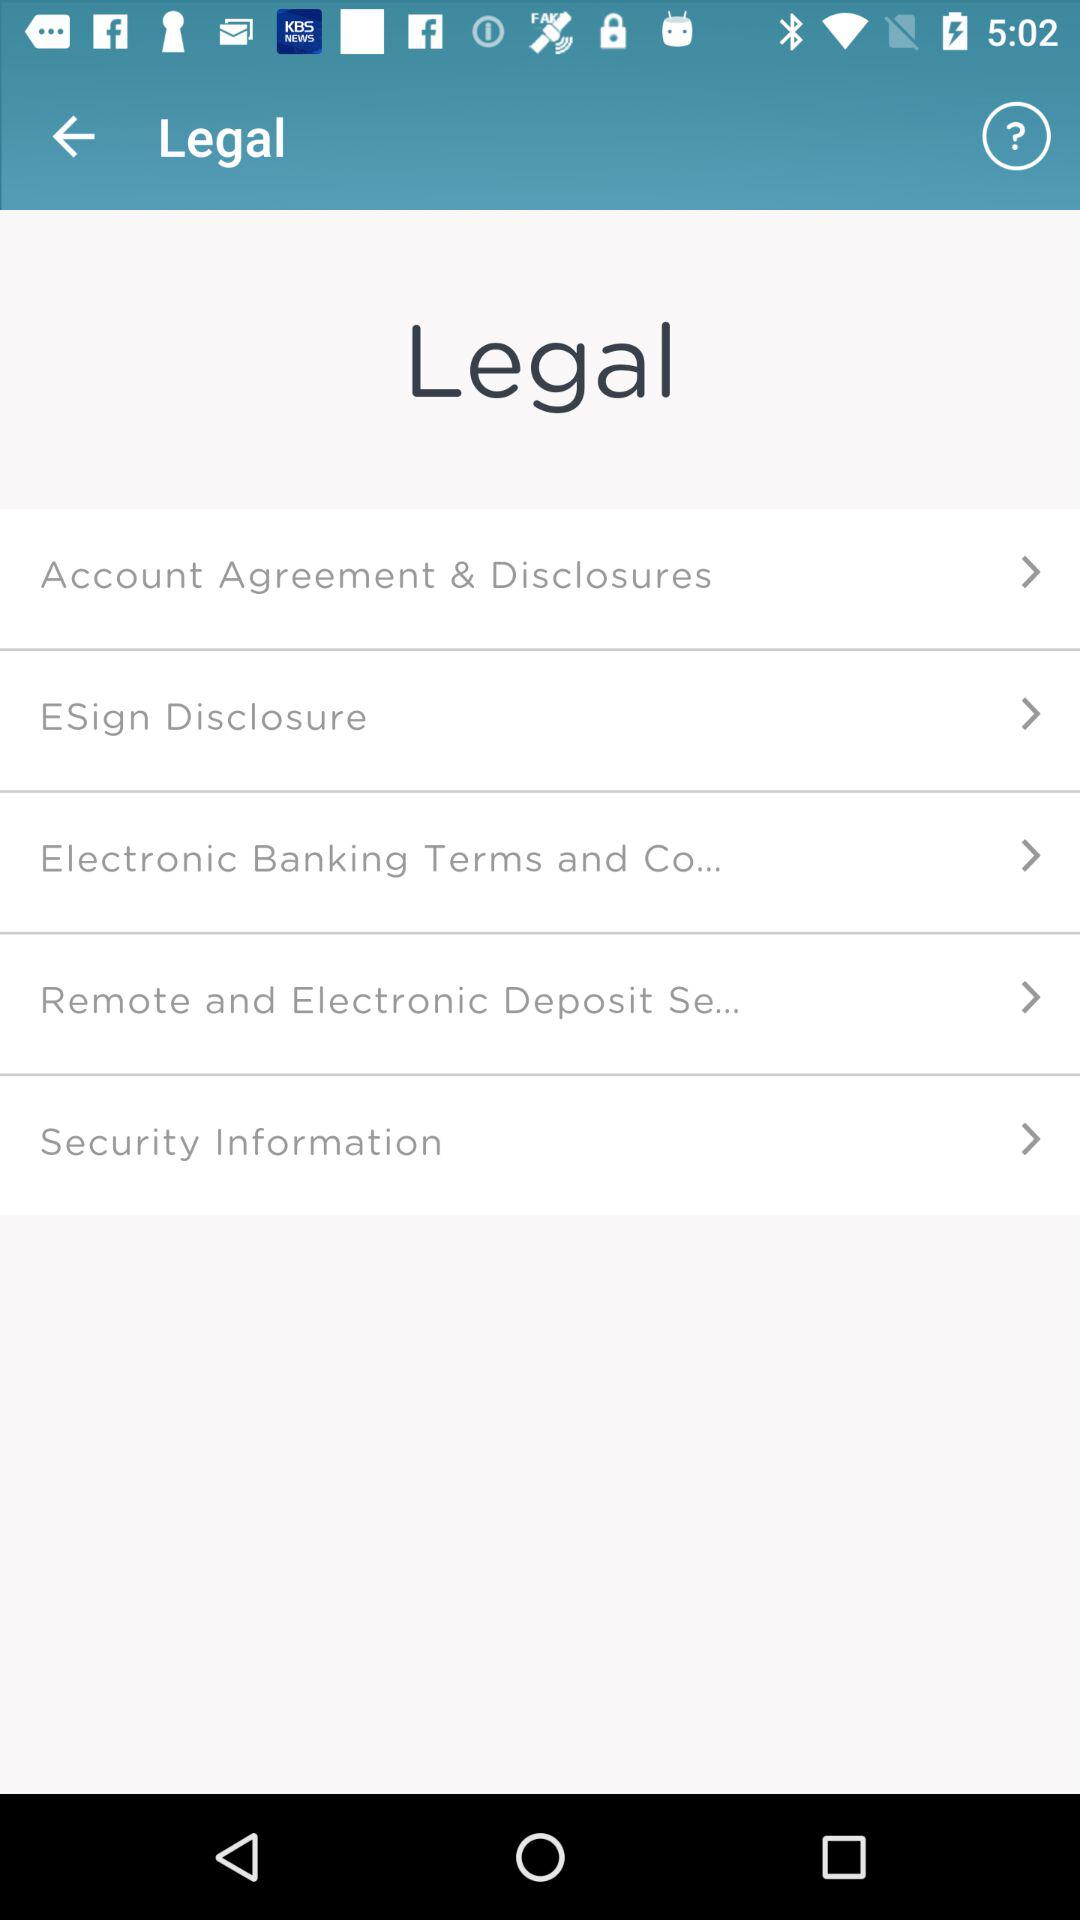 KBS NEWS FAKE 5:02
Legal ?
Legal
Account Agreement & Disclosures
ESign Disclosure
Electronic Banking Terms and Co...
Remote and Electronic Deposit Se...
Security Information